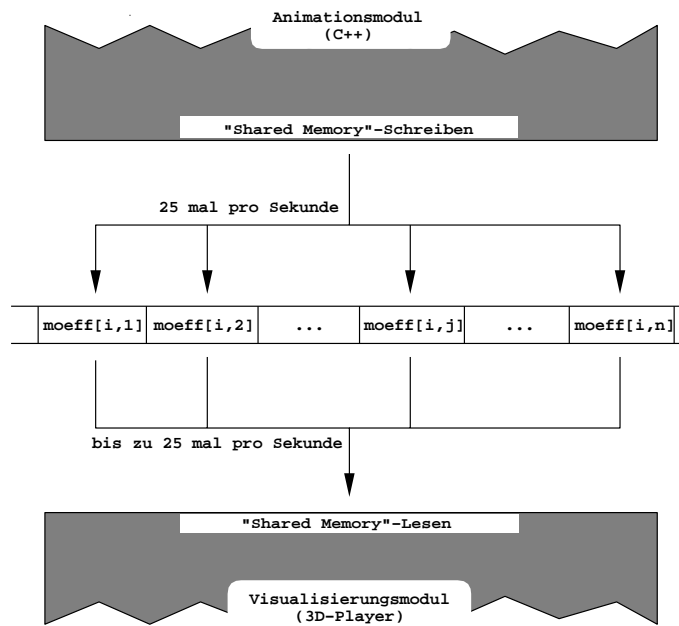 Animationsmodul
(C++)
"Shared Memory"-Schreiben
25 mal pro Sekunde
moeff[i,1] moeff[i,2] ... moeff[i,j] ... moeff[i,n]
bis zu 25 mal pro Sekunde
"Shared Memory"-Lesen
Visualisierungsmodul
(3D-Player)